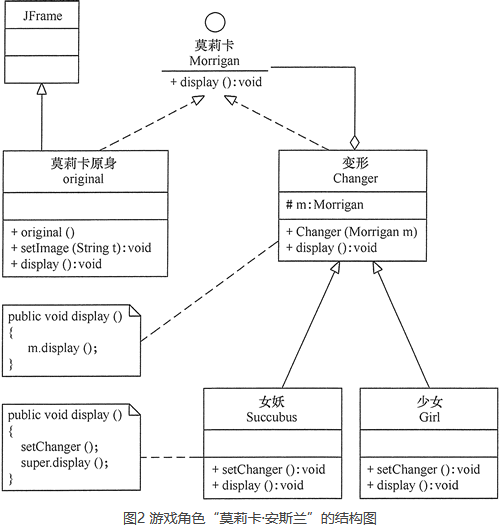 JFrame
莫莉卡
Morrigan
+ display ():void
莫莉卡原身
original
+ original ()
+ setImage (String t):void
+ display ():void
变形
Changer
# m:Morrigan
+ Changer (Morrigan m)
+ display ():void
public void display ()
{
m.display ();
}
public void display ()
{
setChanger ();
super.display ();
}
女妖
Succubus
+ setChanger ():void
+ display ():void
少女
Girl
+ setChanger ():void
+ display ():void
图2 游戏角色“莫莉卡·安斯兰”的结构图